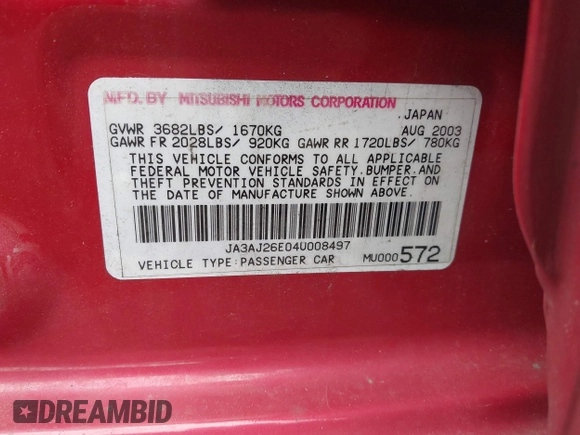 MFD. BY MITSUBISHI MOTORS CORPORATION
JAPAN
GVWR 3682LBS/ 1670KG AUG 2003
GAWR FR 2028LBS/ 920KG GAWR RR 1720LBS/ 780KG
THIS VEHICLE CONFORMS TO ALL APPLICABLE
FEDERAL MOTOR VEHICLE SAFETY, BUMPER, AND
THEFT PREVENTION STANDARDS IN EFFECT ON
THE DATE OF MANUFACTURE SHOWN ABOVE.
JA3AJ26E04U008497
VEHICLE TYPE:PASSENGER CAR MU000572
DREAMBID